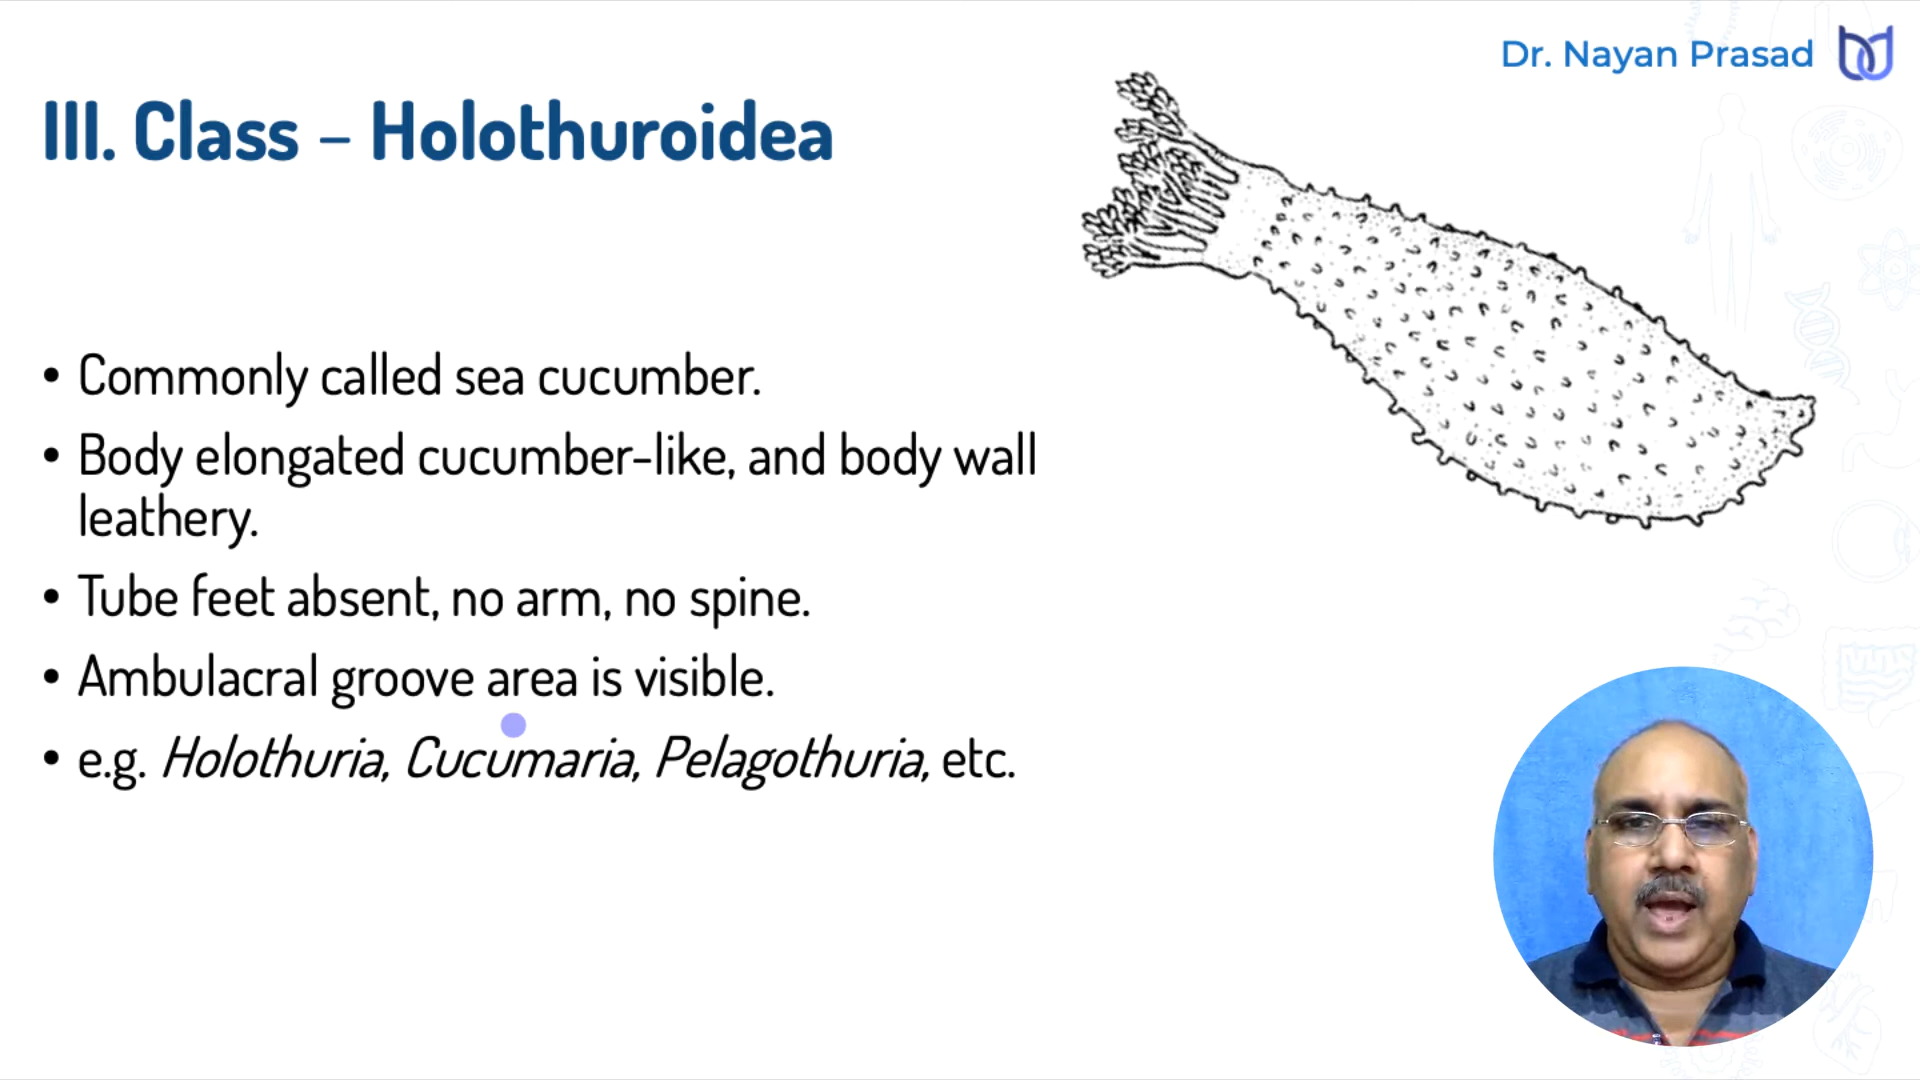 Dr. Nayan Prasad
III. Class – Holothuroidea
• Commonly called sea cucumber.
• Body elongated cucumber-like, and body wall
leathery.
• Tube feet absent, no arm, no spine.
• Ambulacral groove area is visible.
• e.g. Holothuria, Cucumaria, Pelagothuria, etc.